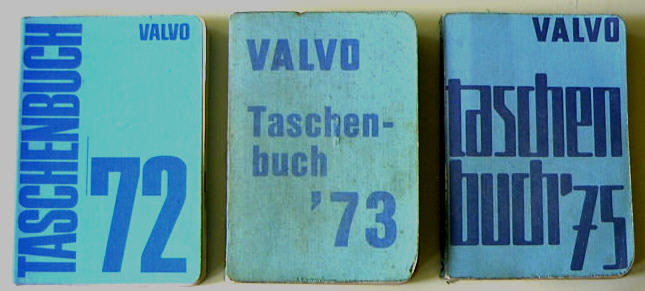 VALVO
TASCHENBUCH
'72
VALVO
Taschen-
buch
'73
VALVO
taschen
buch'75